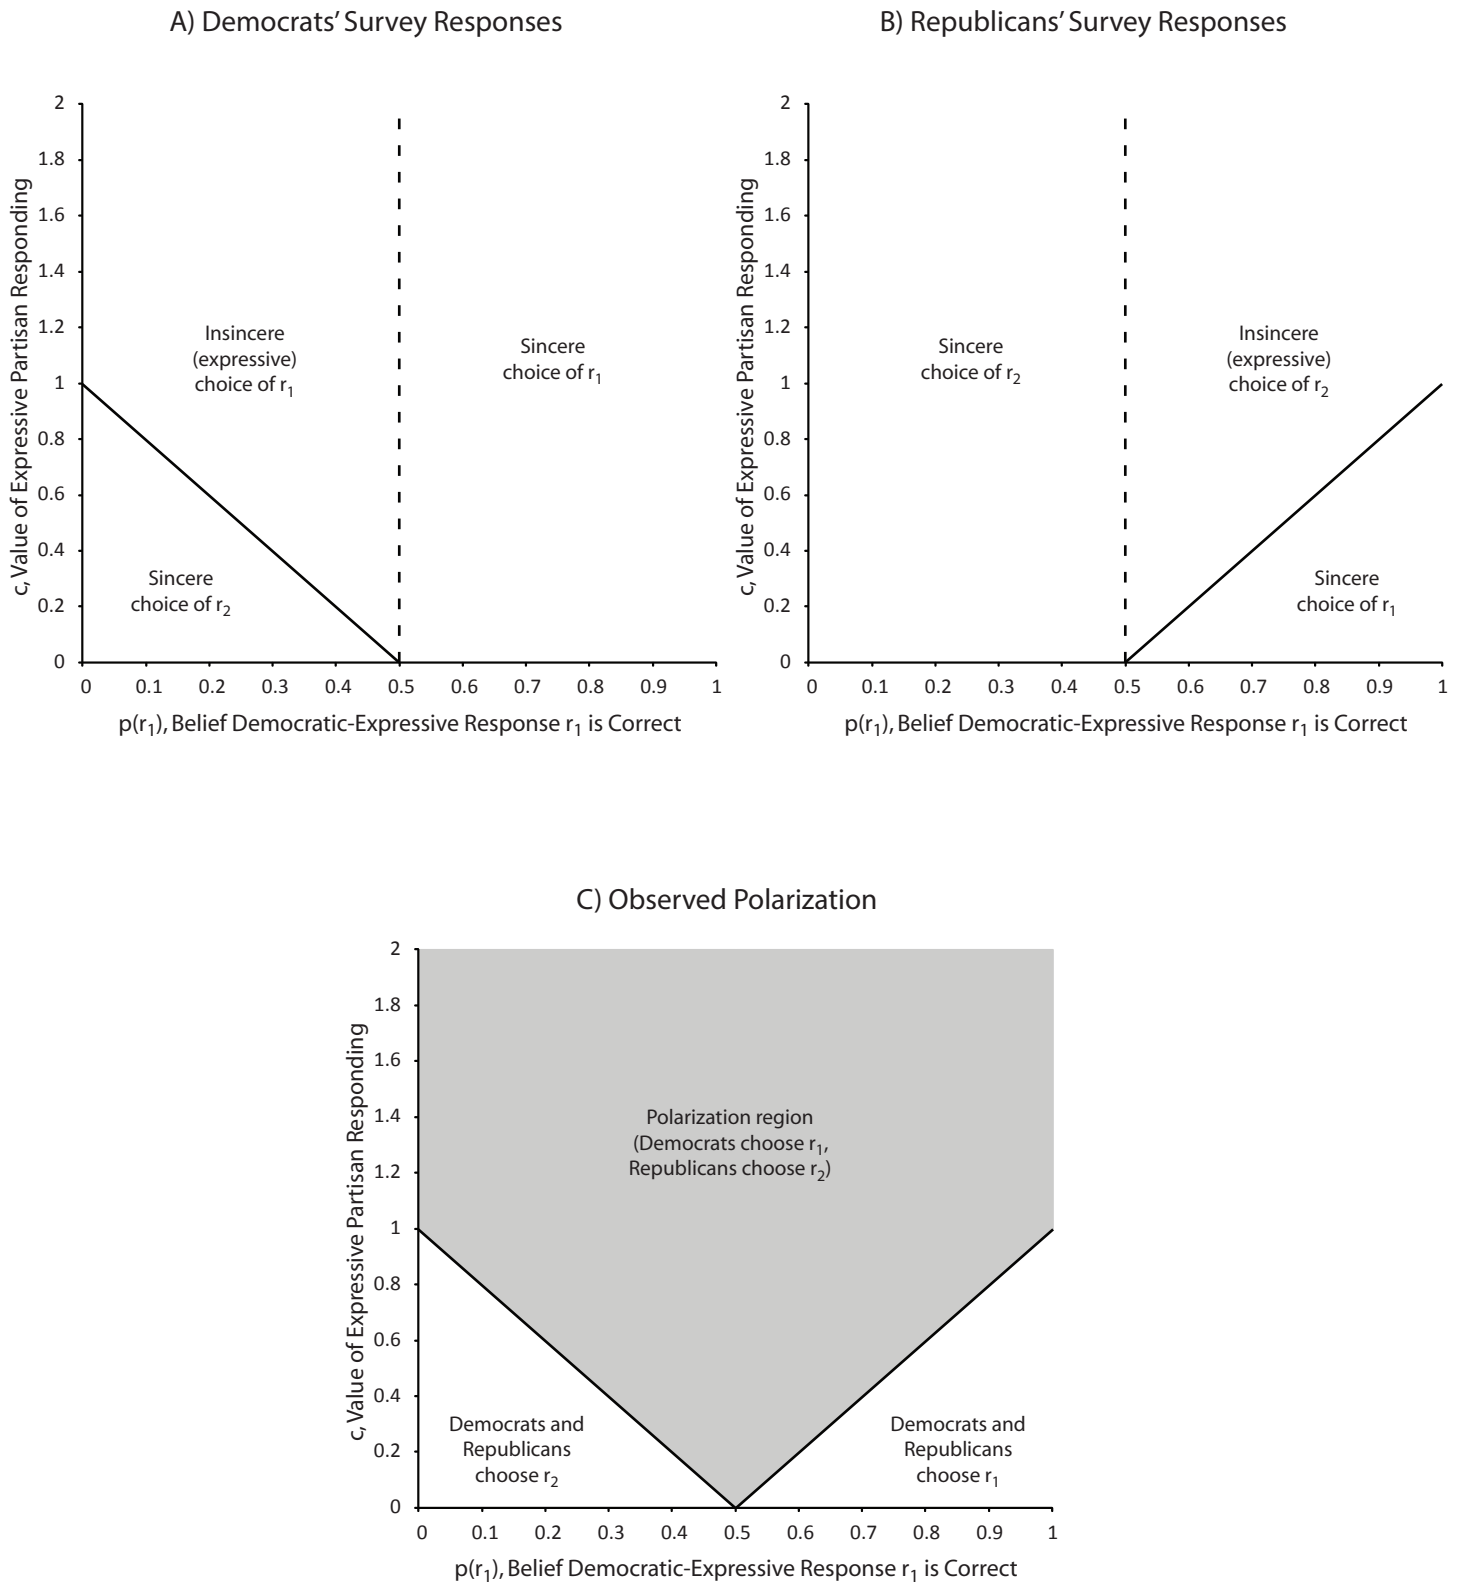 A) Democrats' Survey Responses
c, Value of Expressive Partisan Responding
2
1.8
1.6
1.4
1.2
1
0.8
0.6
0.4
0.2
0
Insincere
(expressive)
choice of r1
Sincere
choice of r1
Sincere
choice of r2
0 0.1 0.2 0.3 0.4 0.5 0.6 0.7 0.8 0.9 1
p(r1), Belief Democratic-Expressive Response r1 is Correct
B) Republicans' Survey Responses
c, Value of Expressive Partisan Responding
2
1.8
1.6
1.4
1.2
1
0.8
0.6
0.4
0.2
0
Sincere
choice of r2
Insincere
(expressive)
choice of r2
Sincere
choice of r1
0 0.1 0.2 0.3 0.4 0.5 0.6 0.7 0.8 0.9 1
p(r1), Belief Democratic-Expressive Response r1 is Correct
C) Observed Polarization
c, Value of Expressive Partisan Responding
2
1.8
1.6
1.4
1.2
1
0.8
0.6
0.4
0.2
0
Polarization region
(Democrats choose r1,
Republicans choose r2)
Democrats and
Republicans
choose r2
Democrats and
Republicans
choose r1
0 0.1 0.2 0.3 0.4 0.5 0.6 0.7 0.8 0.9 1
p(r1), Belief Democratic-Expressive Response r1 is Correct